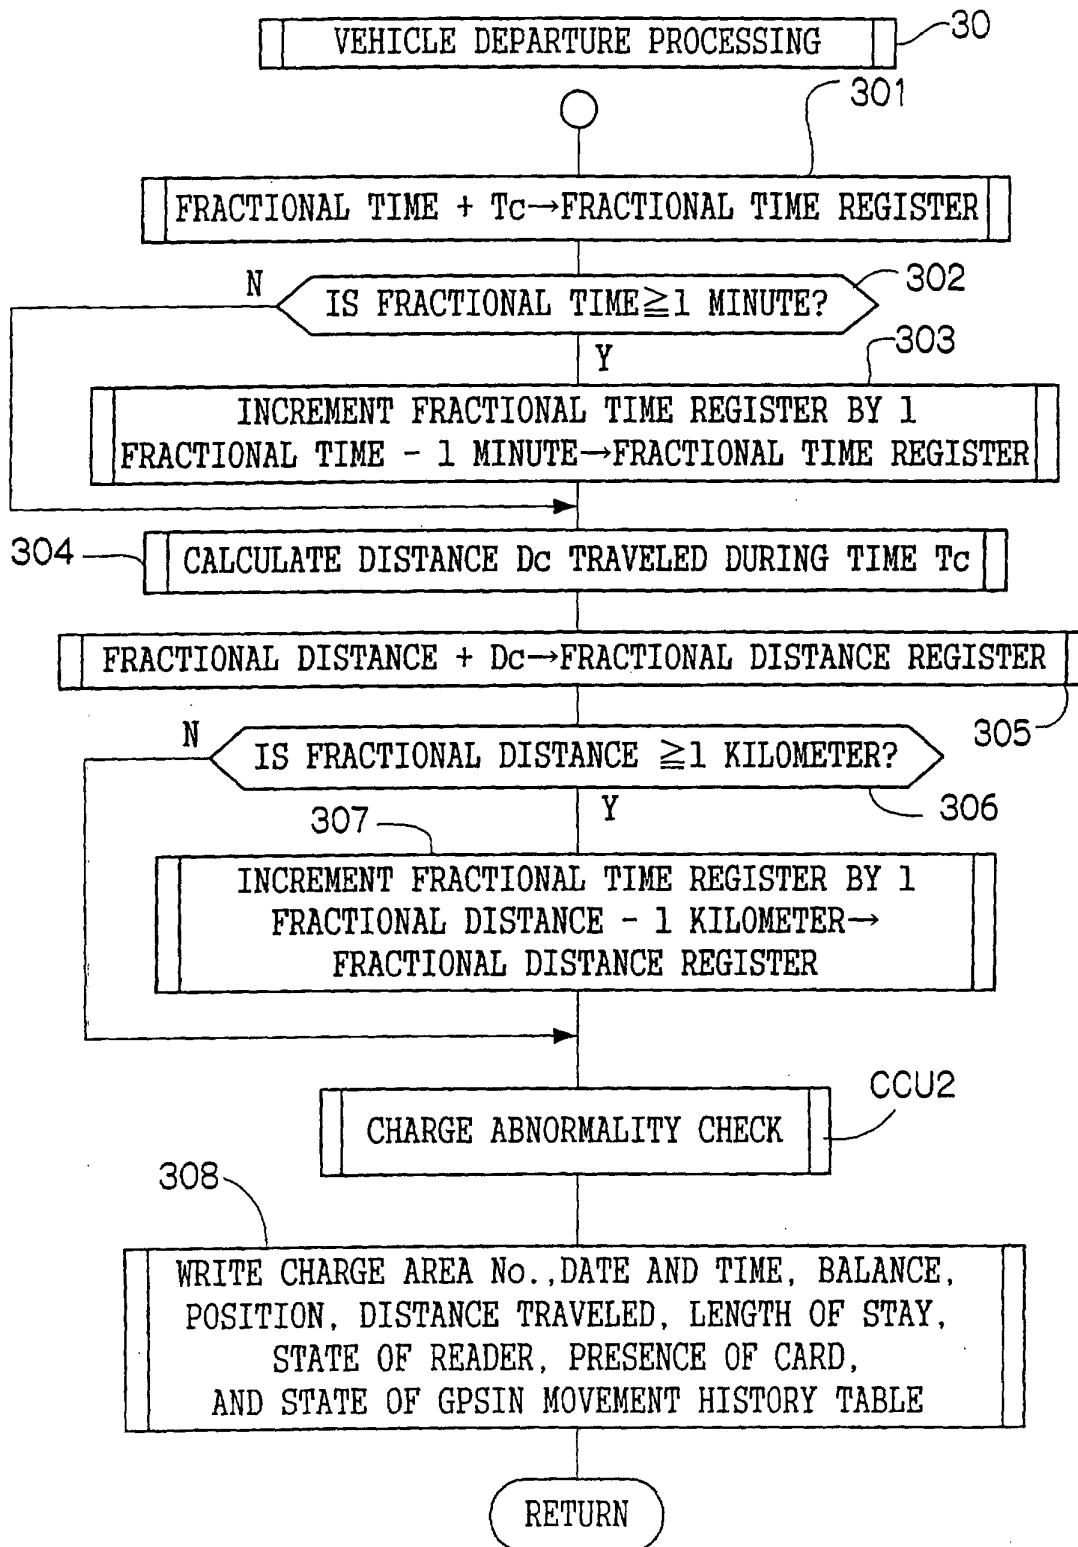 VEHICLE DEPARTURE PROCESSING
30
301
FRACTIONAL TIME + Tc→FRACTIONAL TIME REGISTER
N
IS FRACTIONAL TIME≧1 MINUTE?
302
Y
303
INCREMENT FRACTIONAL TIME REGISTER BY 1
FRACTIONAL TIME - 1 MINUTE→FRACTIONAL TIME REGISTER
304
CALCULATE DISTANCE Dc TRAVELED DURING TIME Tc
FRACTIONAL DISTANCE + Dc→FRACTIONAL DISTANCE REGISTER
305
N
IS FRACTIONAL DISTANCE ≧1 KILOMETER?
306
Y
307
INCREMENT FRACTIONAL TIME REGISTER BY 1
FRACTIONAL DISTANCE - 1 KILOMETER→
FRACTIONAL DISTANCE REGISTER
CCU2
CHARGE ABNORMALITY CHECK
308
WRITE CHARGE AREA No.,DATE AND TIME, BALANCE,
POSITION, DISTANCE TRAVELED, LENGTH OF STAY,
STATE OF READER, PRESENCE OF CARD,
AND STATE OF GPSIN MOVEMENT HISTORY TABLE
RETURN